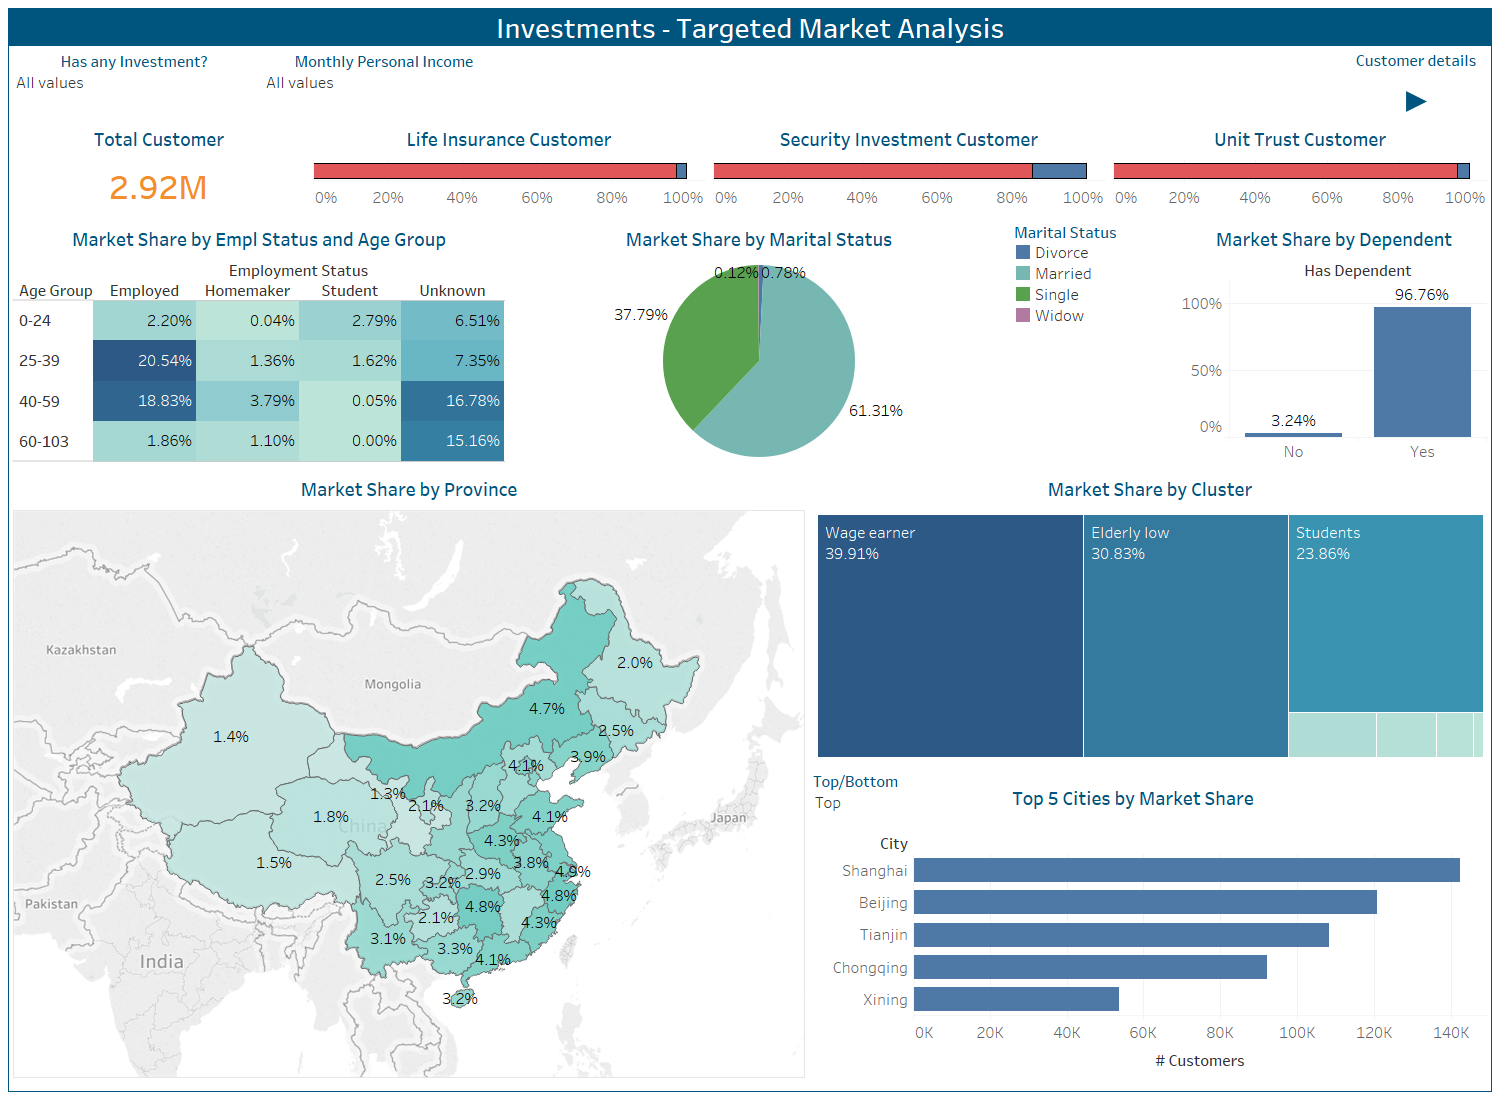 Investments - Targeted Market Analysis
Has any Investment?
All values
Monthly Personal Income
All values
Customer details
Total Customer
2.92M
Life Insurance Customer
0% 20% 40% 60% 80% 100%
Security Investment Customer
0% 20% 40% 60% 80% 100%
Unit Trust Customer
0% 20% 40% 60% 80% 100%
Market Share by Empl Status and Age Group
Employment Status
Age Group Employed Homemaker Student Unknown
0-24 2.20% 0.04% 2.79% 6.51%
25-39 20.54% 1.36% 1.62% 7.35%
40-59 18.83% 3.79% 0.05% 16.78%
60-103 1.86% 1.10% 0.00% 15.16%
Market Share by Marital Status
0.12% 0.78%
37.79%
61.31%
Marital Status
Divorce
Married
Single
Widow
Market Share by Dependent
Has Dependent
96.76%
100%
50%
3.24%
0%
No Yes
Market Share by Province
Kazakhstan
Mongolia
China
Japan
Pakistan
India
2.0%
4.7%
2.5%
1.4%
3.9%
4.1%
1.3%
2.1%
3.2%
1.8%
4.1%
4.3%
1.5%
3.8%
4.9%
2.5%
3.2%
2.9%
4.8%
4.8%
2.1%
4.3%
3.1%
3.3%
4.1%
3.2%
Market Share by Cluster
Wage earner
39.91%
Elderly low
30.83%
Students
23.86%
Top/Bottom
Top
Top 5 Cities by Market Share
City
Shanghai
Beijing
Tianjin
Chongqing
Xining
0K 20K 40K 60K 80K 100K 120K 140K
# Customers